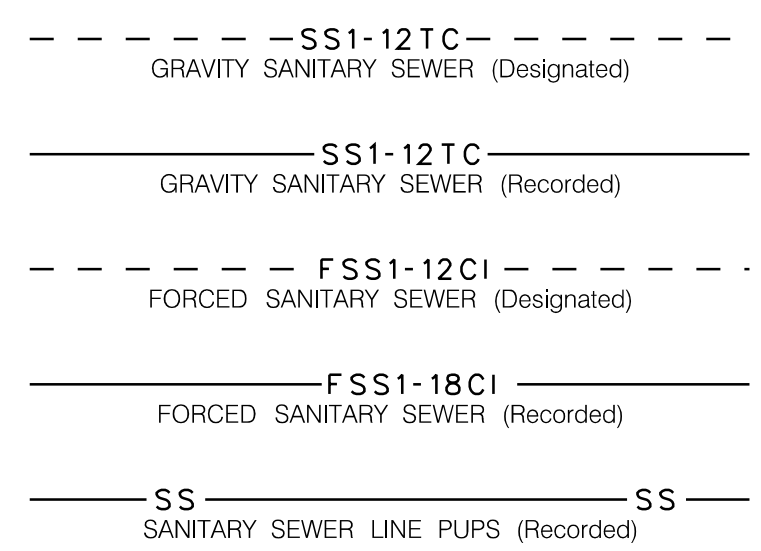 SS1-12TC
GRAVITY SANITARY SEWER (Designated)
SS1-12TC
GRAVITY SANITARY SEWER (Recorded)
FSS1-12CI
FORCED SANITARY SEWER (Designated)
FSS1-18CI
FORCED SANITARY SEWER (Recorded)
SS SS
SANITARY SEWER LINE PUPS (Recorded)